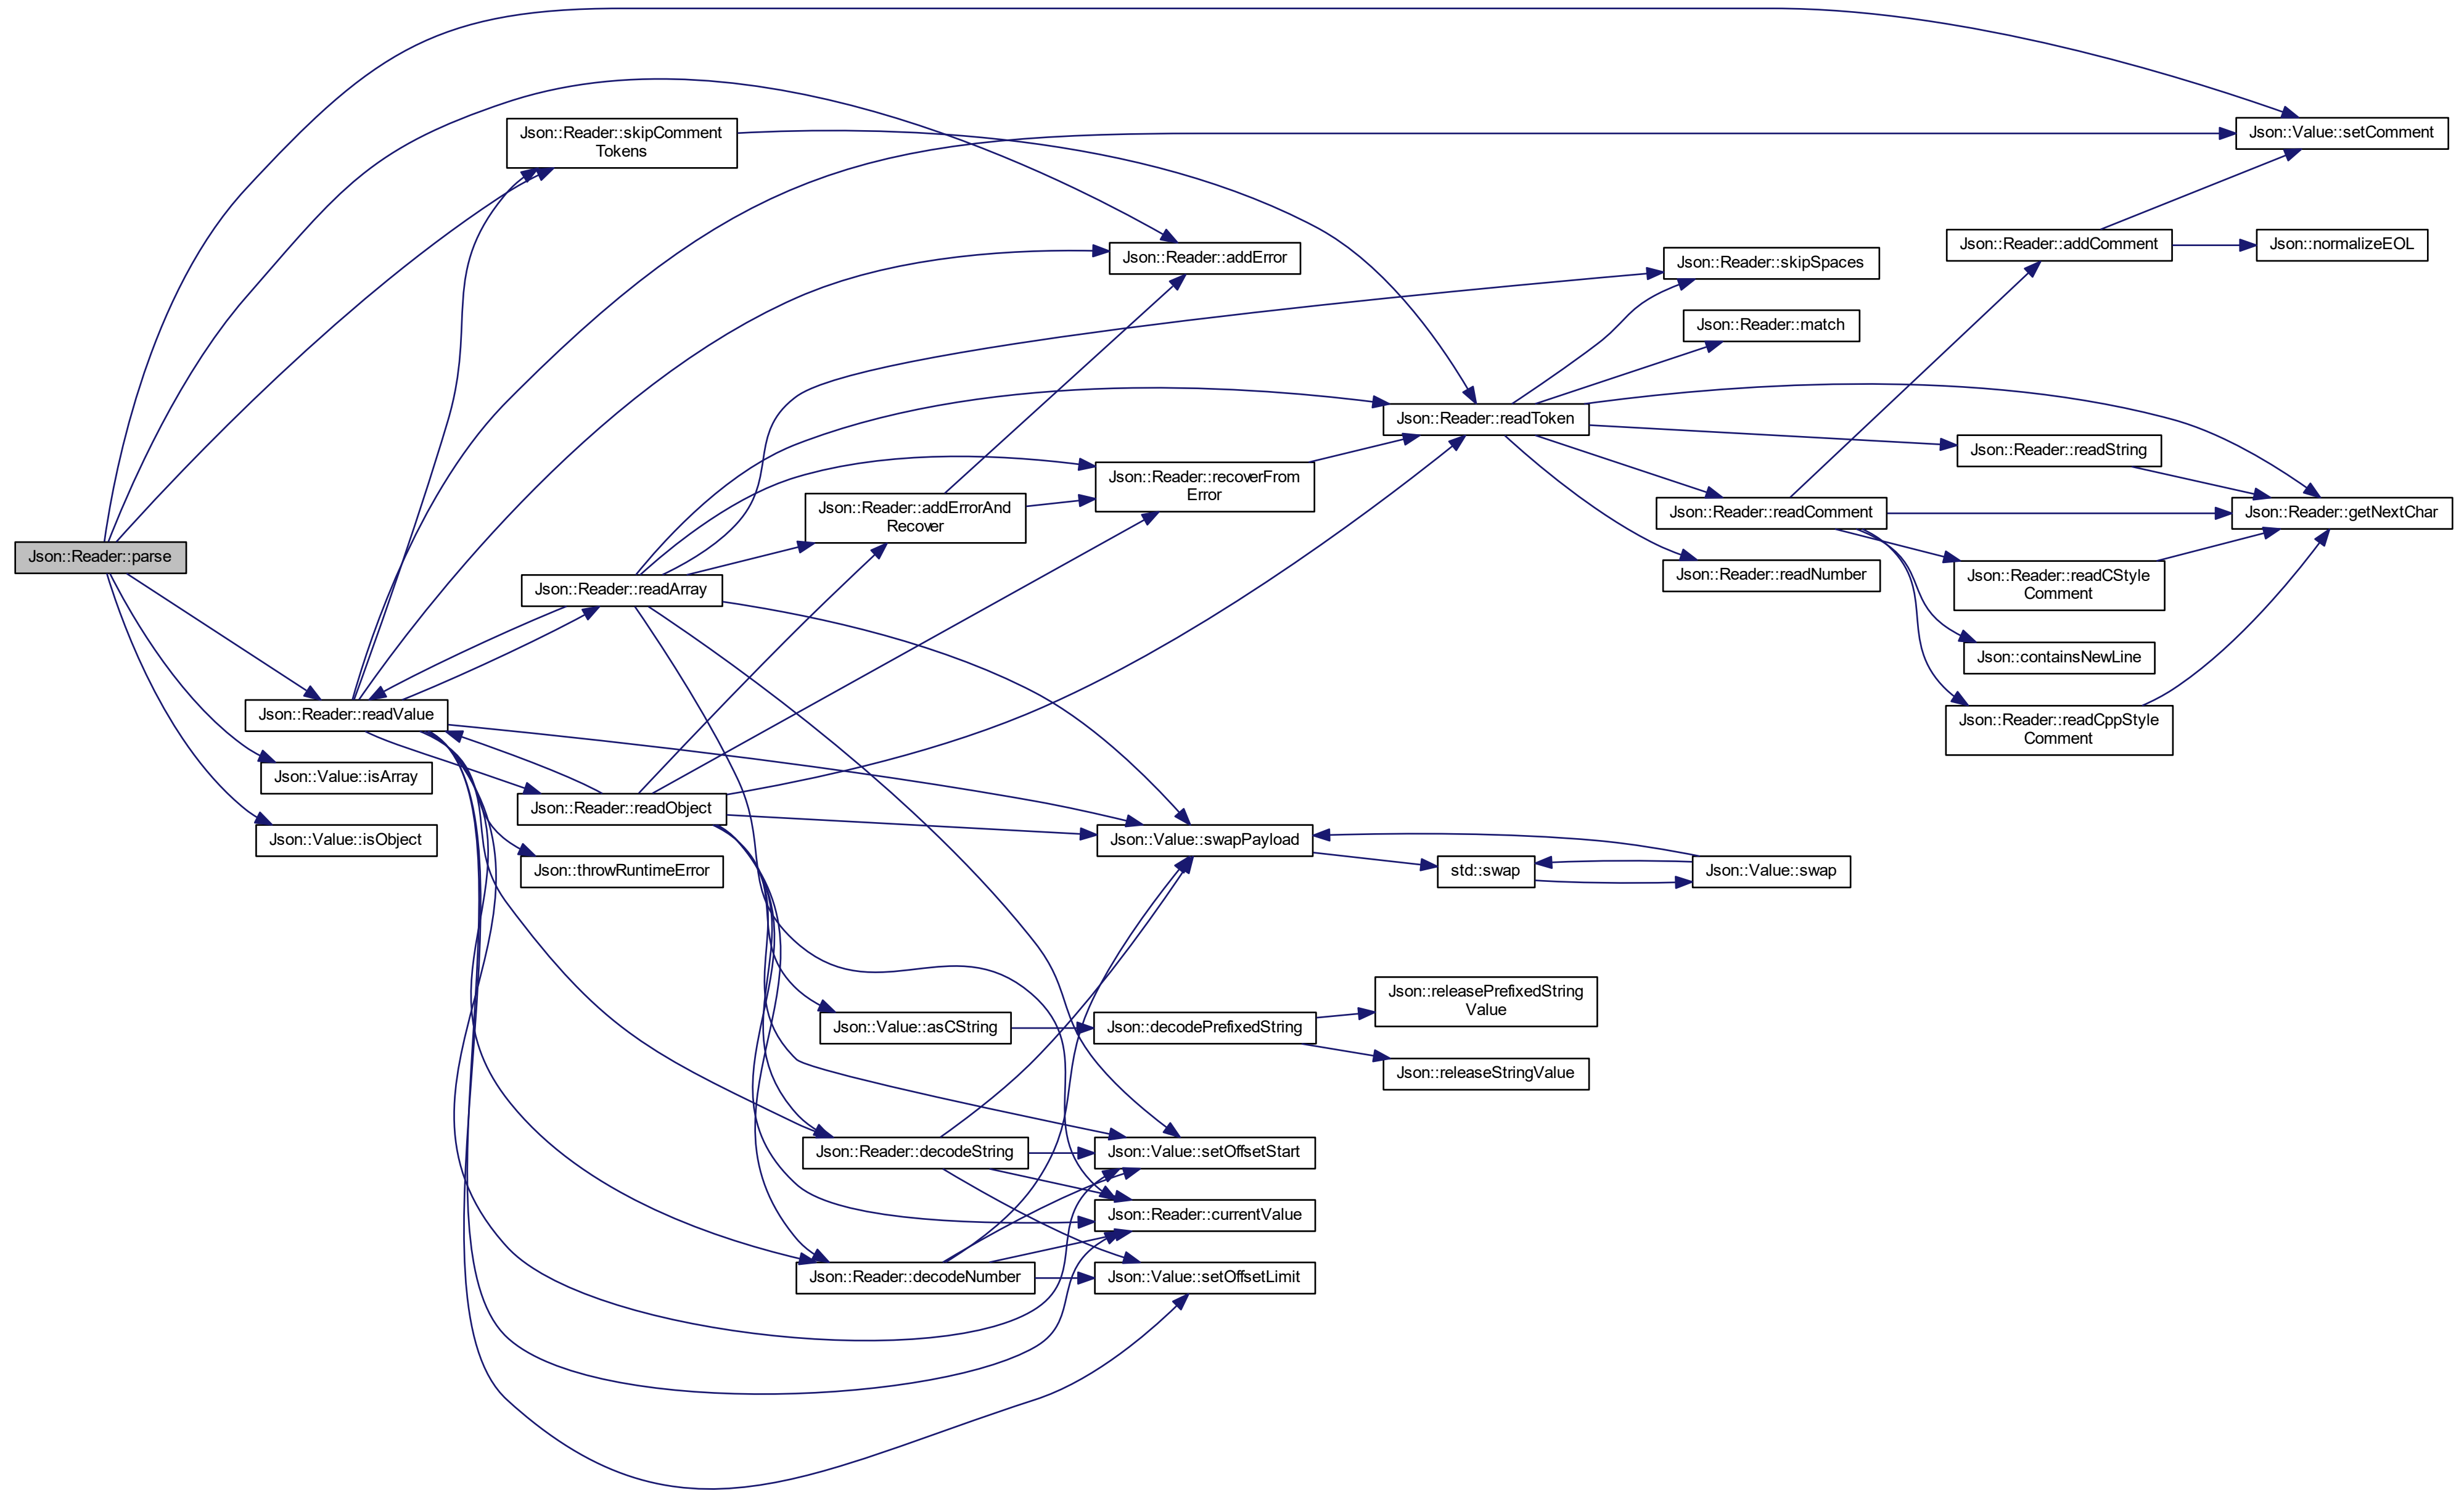 Json::Reader::parse
Json::Reader::skipComment
Tokens
Json::Reader::readValue
Json::Value::isArray
Json::Value::isObject
Json::Reader::readArray
Json::Reader::readObject
Json::throwRuntimeError
Json::Reader::addErrorAnd
Recover
Json::Value::asCString
Json::Reader::decodeString
Json::Reader::decodeNumber
Json::Reader::addError
Json::Reader::recoverFrom
Error
Json::Value::swapPayload
Json::decodePrefixedString
Json::Value::setOffsetStart
Json::Reader::currentValue
Json::Value::setOffsetLimit
Json::Reader::readToken
std::swap
Json::releasePrefixedString
Value
Json::releaseStringValue
Json::Reader::skipSpaces
Json::Reader::match
Json::Reader::readComment
Json::Reader::readNumber
Json::Value::swap
Json::Reader::addComment
Json::Reader::readString
Json::Reader::readCStyle
Comment
Json::containsNewLine
Json::Reader::readCppStyle
Comment
Json::Value::setComment
Json::normalizeEOL
Json::Reader::getNextChar